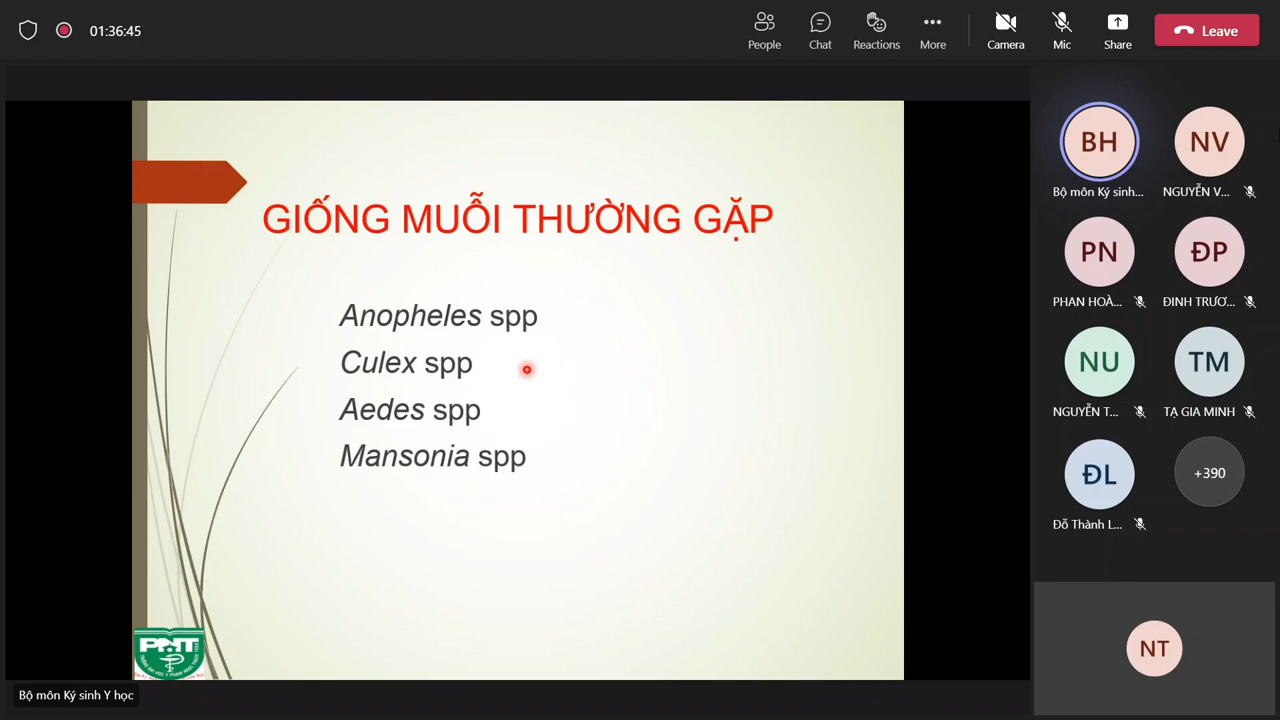 01:36:45
People
Chat
Reactions
More
Camera
Mic
Share
Leave
GIỐNG MUỖI THƯỜNG GẶP
Anopheles spp
Culex spp
Aedes spp
Mansonia spp
PNT
Bộ môn Ký sinh Y học
BH
Bộ môn Ký sinh...
NV
NGUYỄN V...
PN
PHAN HOÀ...
ĐP
ĐINH TRƯƠ...
NU
NGUYỄN T...
TM
TẠ GIA MINH
ĐL
Đỗ Thành L...
+390
NT